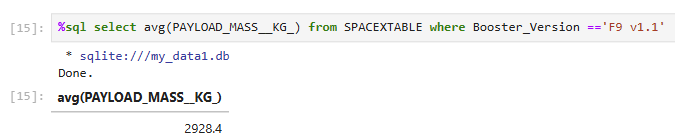 [15]: %sql select avg(PAYLOAD_MASS__KG_) from SPACEXTABLE where Booster_Version =='F9 v1.1'
* sqlite:///my_data1.db
Done.
[15]: avg(PAYLOAD_MASS__KG_)
2928.4